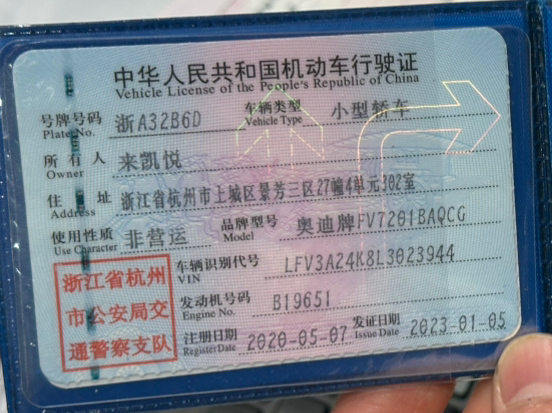 中华人民共和国机动车行驶证
Vehicle License of the People's Republic of China
号牌号码 浙A32B6D 车辆类型 小型轿车
Plate No. Vehicle Type
所有人 来凯悦
Owner
住址 浙江省杭州市上城区景芳三区27幢4单元302室
Address
使用性质 非营运 品牌型号 奥迪牌FV7201BAQCG
Use Character Model
浙江省杭州
市公安局交
通警察支队
车辆识别代号 LFV3A24K8L3023944
VIN
发动机号码 B19651
Engine No.
注册日期 2020-05-07 发证日期 2023-01-05
Register Date Issue Date